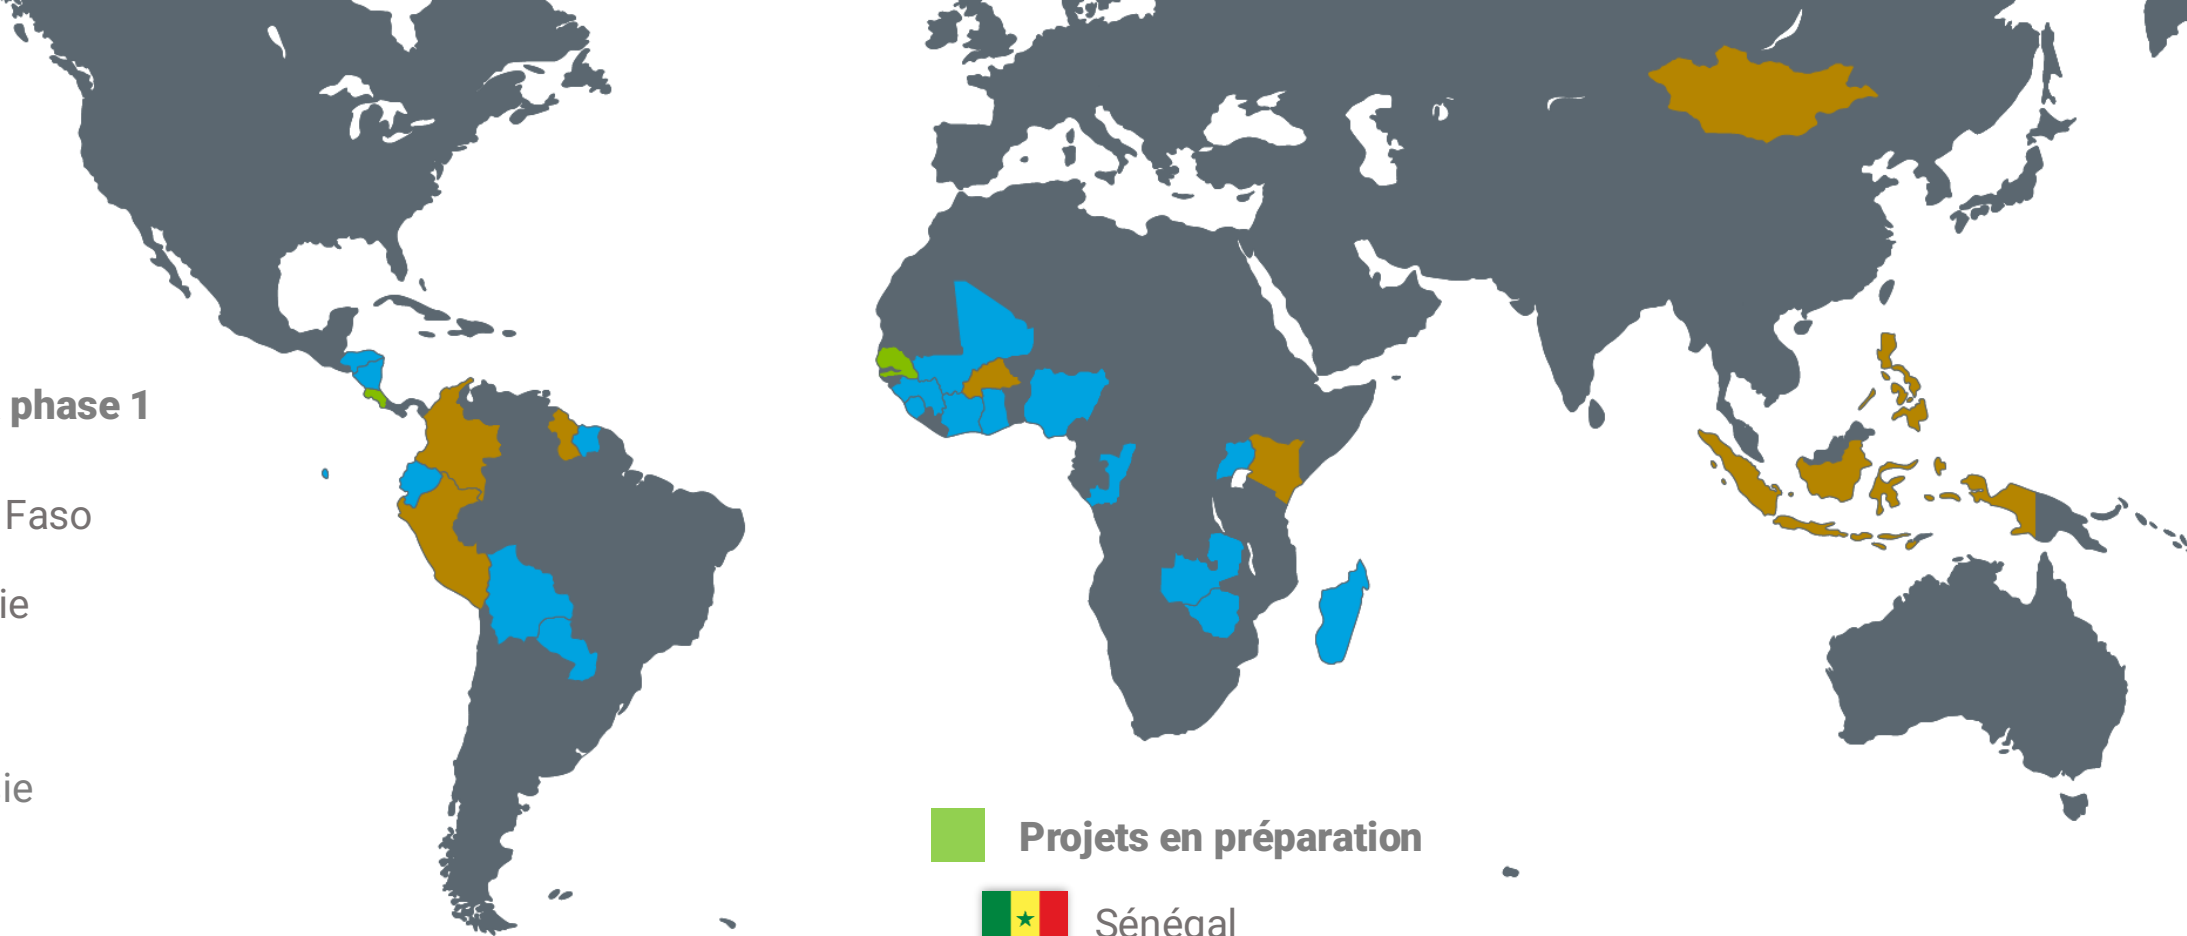 phase 1
Faso
ie
ie
Projets en préparation
Sénégal